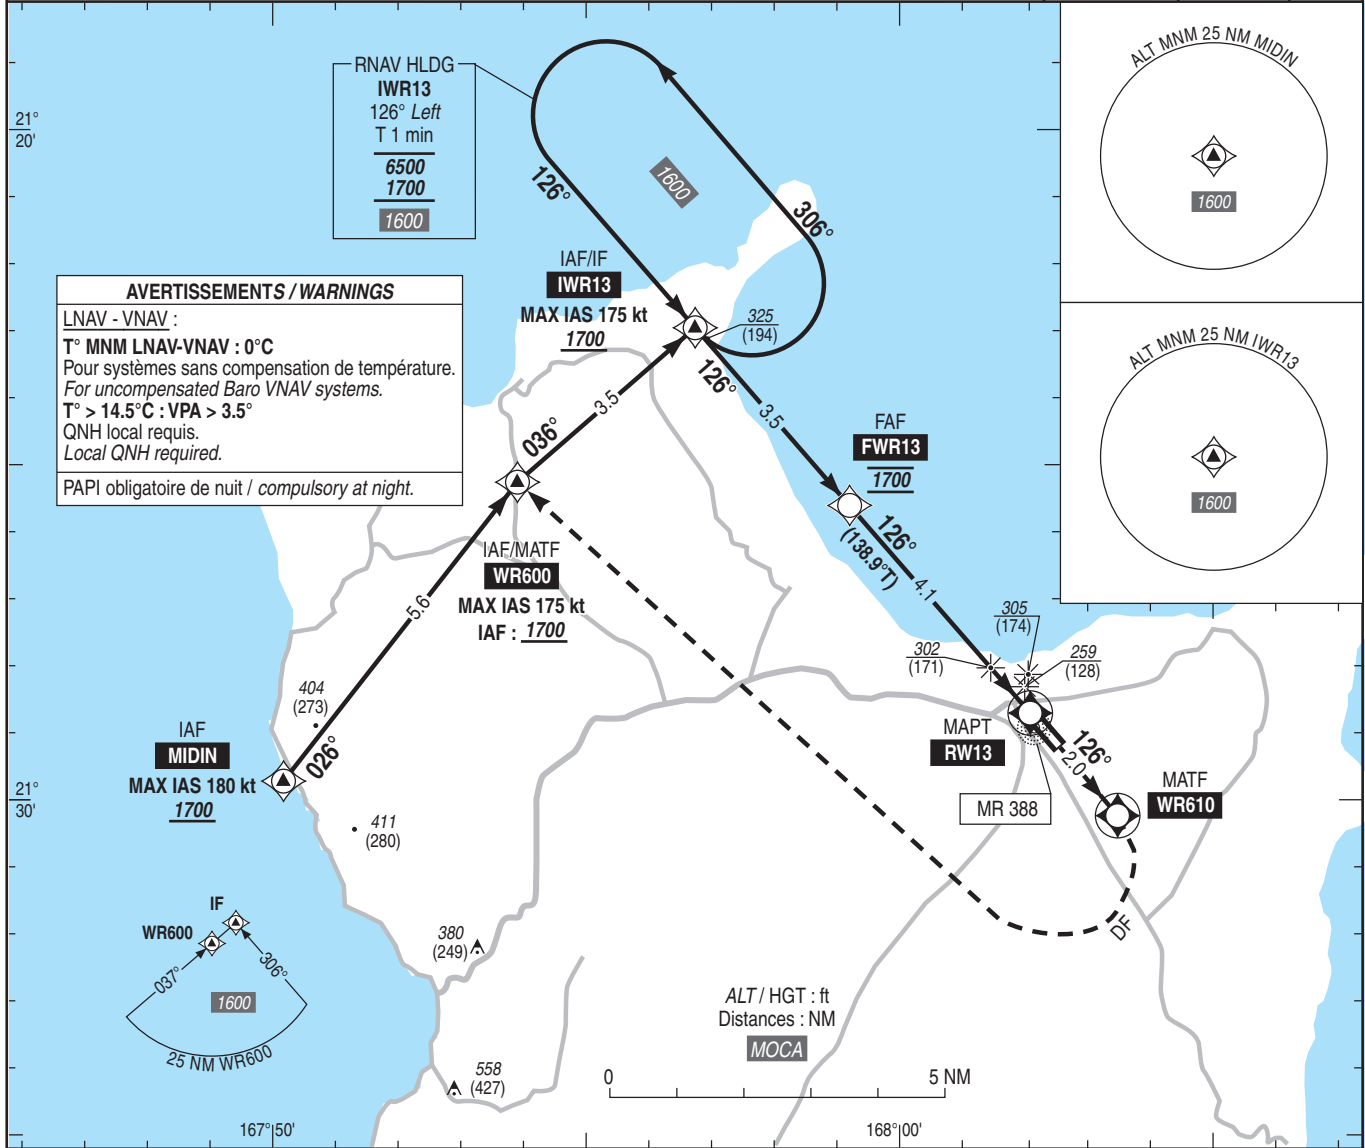 RNAV HLDG
IWR13
126° Left
T 1 min
6500
1700
1600
21°
20'
126°
1600
306°
ALT MNM 25 NM MIDIN
1600
ALT MNM 25 NM IWR13
1600
AVERTISSEMENTS / WARNINGS
LNAV - VNAV :
T° MNM LNAV-VNAV : 0°C
Pour systèmes sans compensation de température.
For uncompensated Baro VNAV systems.
T° > 14.5°C : VPA > 3.5°
QNH local requis.
Local QNH required.
PAPI obligatoire de nuit / compulsory at night.
IAF/IF
IWR13
MAX IAS 175 kt
1700
325
(194)
126°
3.5
3.5
036°
FAF
FWR13
1700
126°
(138.9°T)
4.1
IAF/MATF
WR600
MAX IAS 175 kt
IAF : 1700
5.6
305
(174)
302
(171)
259
(128)
404
(273)
026°
IAF
MIDIN
MAX IAS 180 kt
1700
MAPT
RW13
126°
2.0
MATF
WR610
MR 388
21°
30'
411
(280)
DF
IF
WR600
037°
306°
1600
25 NM WR600
380
(249)
558
(427)
ALT / HGT : ft
Distances : NM
MOCA
0
5 NM
167°50'
168°00'